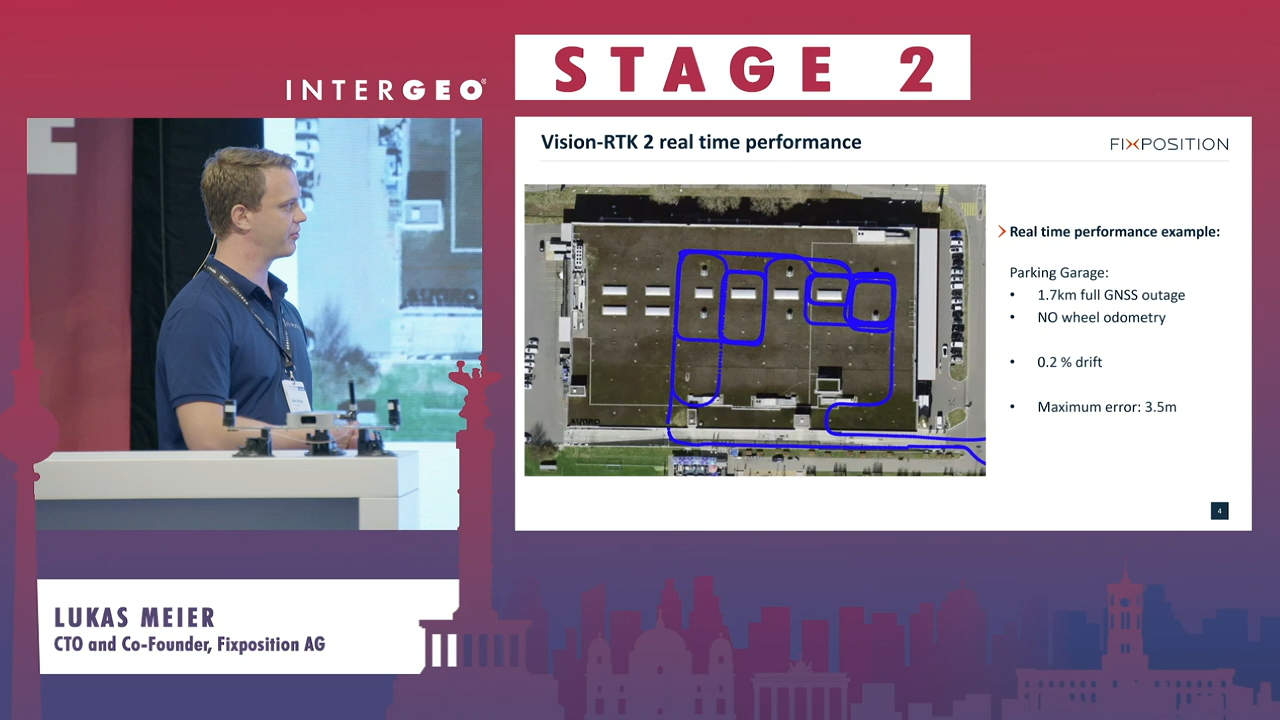 INTERGEO®
STAGE 2
Vision-RTK 2 real time performance
FIXPOSITION
Real time performance example:
Parking Garage:
• 1.7km full GNSS outage
• NO wheel odometry
• 0.2 % drift
• Maximum error: 3.5m
4
LUKAS MEIER
CTO and Co-Founder, Fixposition AG